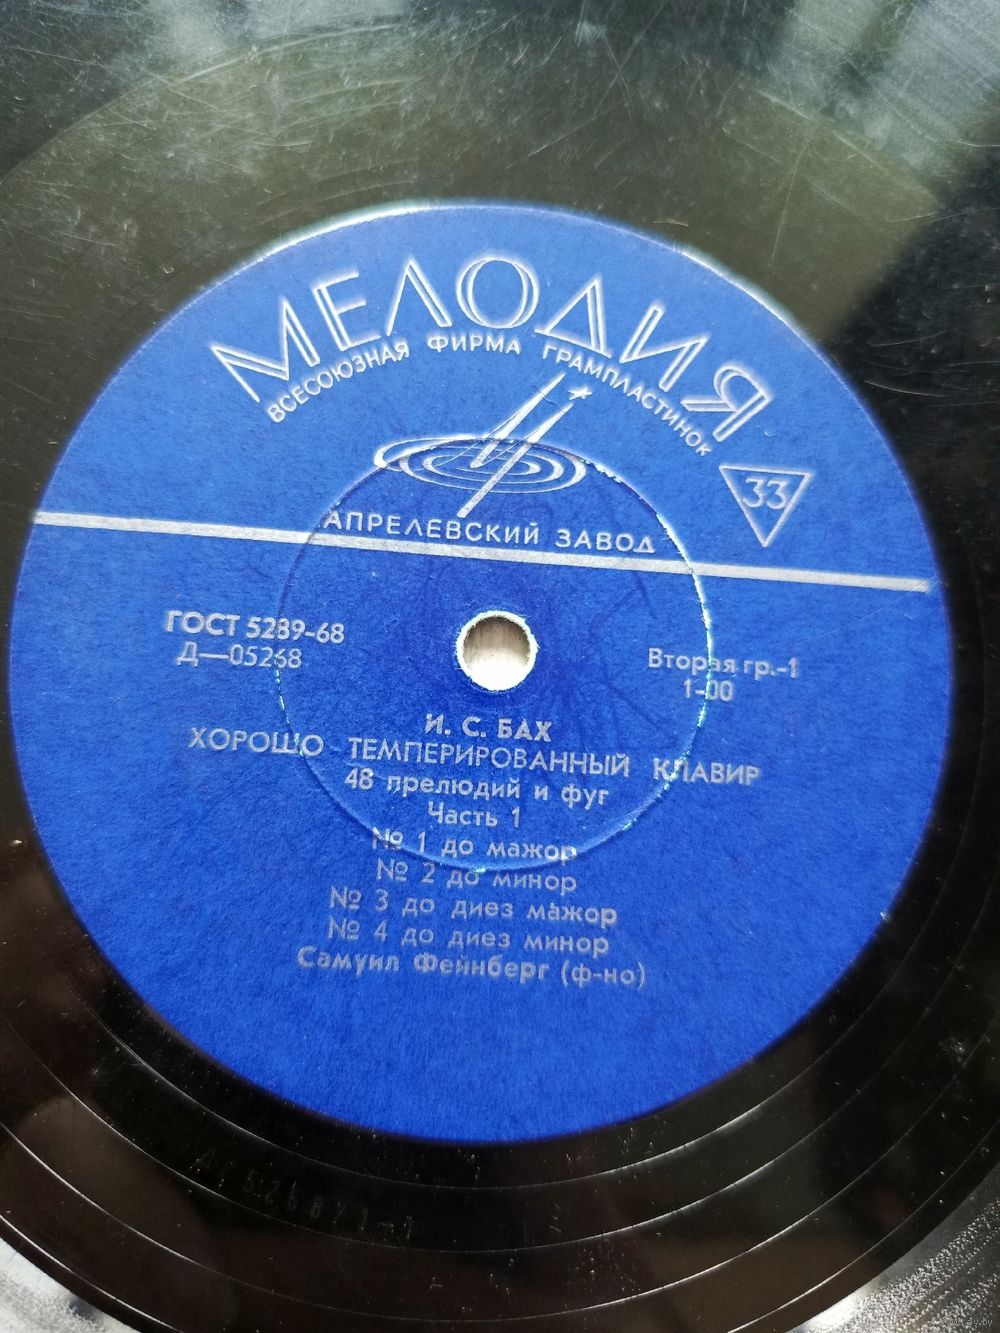 МЕЛОДИЯ
ВСЕСОЮЗНАЯ ФИРМА ГРАМПЛАСТИНОК
33
АПРЕЛЕВСКИЙ ЗАВОД
ГОСТ 5289-68
Д—05268
Вторая гр.-1
1-00
И. С. БАХ
ХОРОШО ТЕМПЕРИРОВАННЫЙ КЛАВИР
48 прелюдий и фуг
Часть 1
№ 1 до мажор
№ 2 до минор
№ 3 до диез мажор
№ 4 до диез минор
Самуил Фейнберг (ф-но)